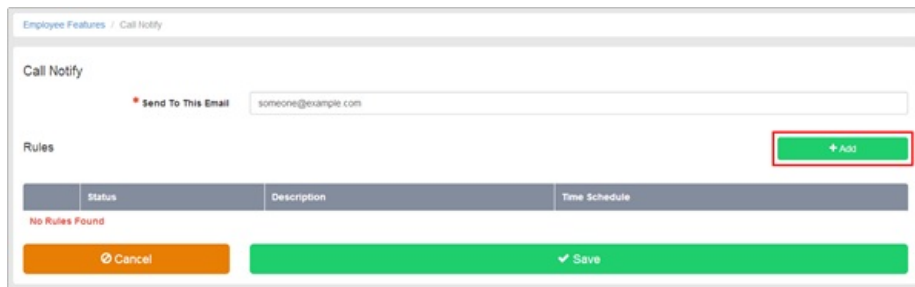 Employee Features / Call Notify
Call Notify
* Send To This Email someone@example.com
Rules + Add
Status Description Time Schedule
No Rules Found
Cancel Save